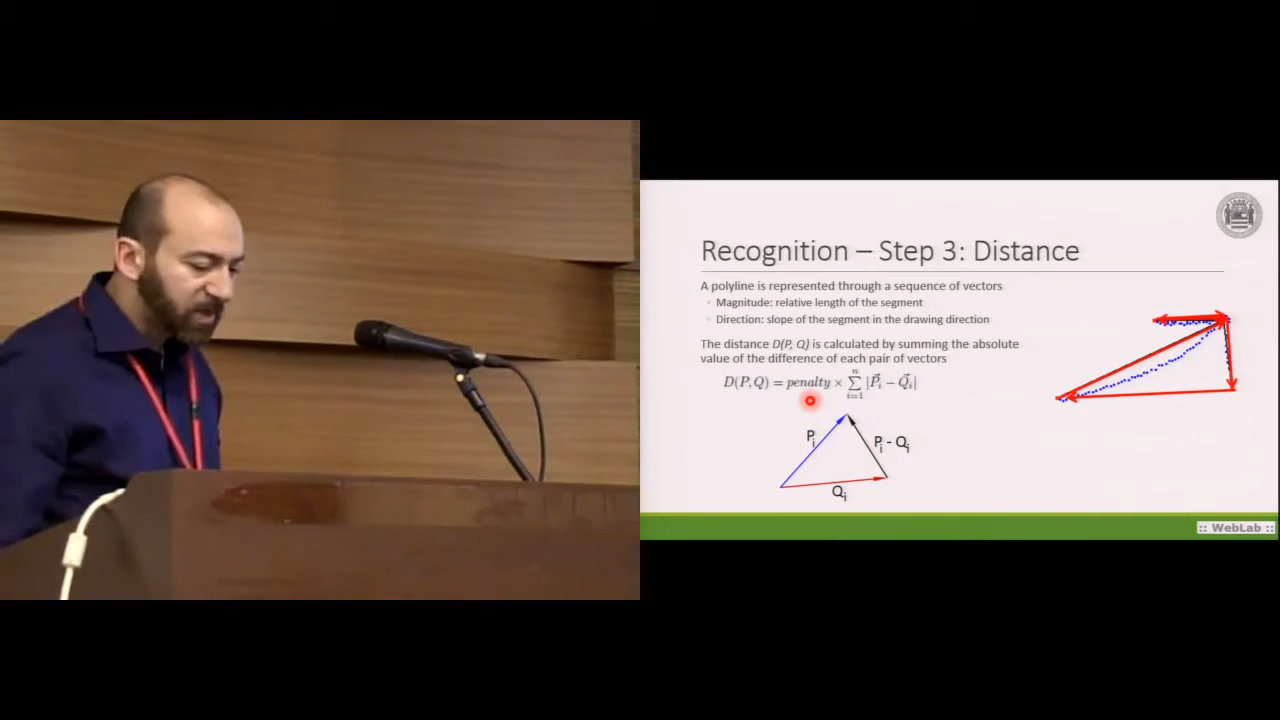 Recognition – Step 3: Distance
A polyline is represented through a sequence of vectors
◦ Magnitude: relative length of the segment
◦ Direction: slope of the segment in the drawing direction
The distance D(P, Q) is calculated by summing the absolute
value of the difference of each pair of vectors
D(P, Q) = penalty × ∑ⁿᵢ₌₁ |P⃗ᵢ − Q⃗ᵢ|
Pᵢ
Pᵢ - Qᵢ
Qᵢ
:: WebLab ::